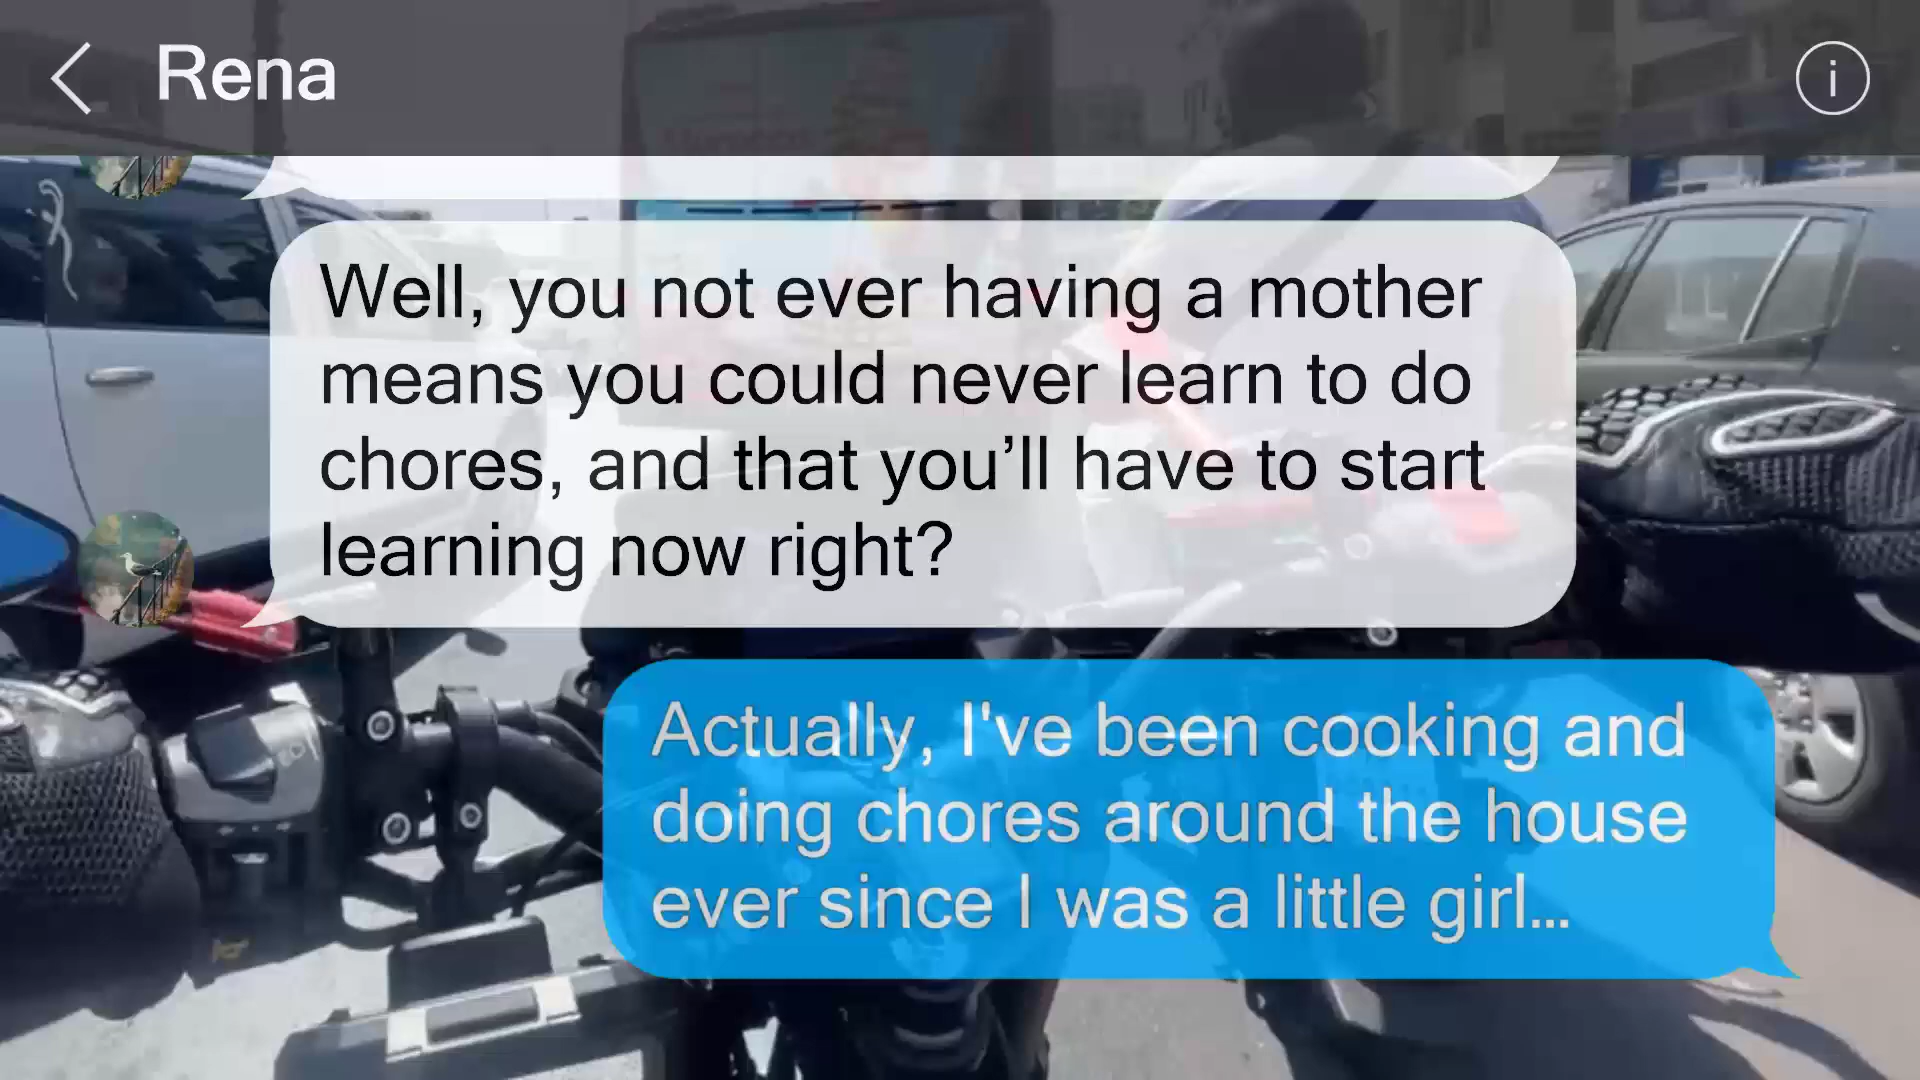 Rena
Well, you not ever having a mother
means you could never learn to do
chores, and that you’ll have to start
learning now right?
Actually, I've been cooking and
doing chores around the house
ever since I was a little girl...